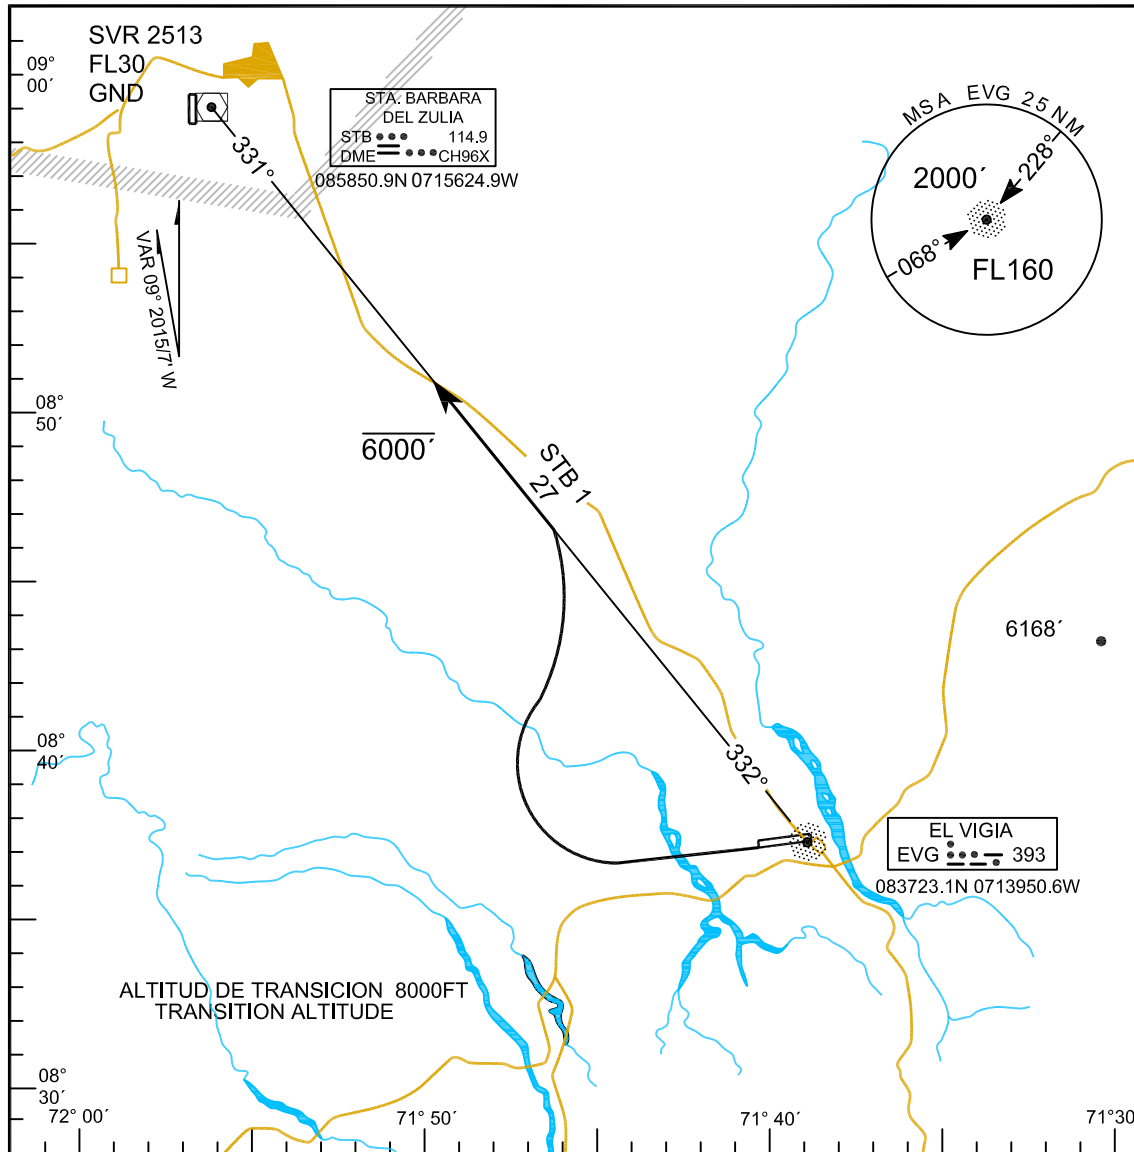 SVR 2513
FL30
GND
09°
00´
STA. BARBARA
DEL ZULIA
STB 114.9
DME CH96X
085850.9N 0715624.9W
331°
VAR 09° 2015/7' W
MSA EVG 25 NM
2000´
228°
068°
FL160
08°
50´
6000´
STB 1
27
6168´
08°
40´
332°
EL VIGIA
EVG 393
083723.1N 0713950.6W
ALTITUD DE TRANSICION 8000FT
TRANSITION ALTITUDE
08°
30´
72° 00´ 71° 50´ 71° 40´ 71°30´